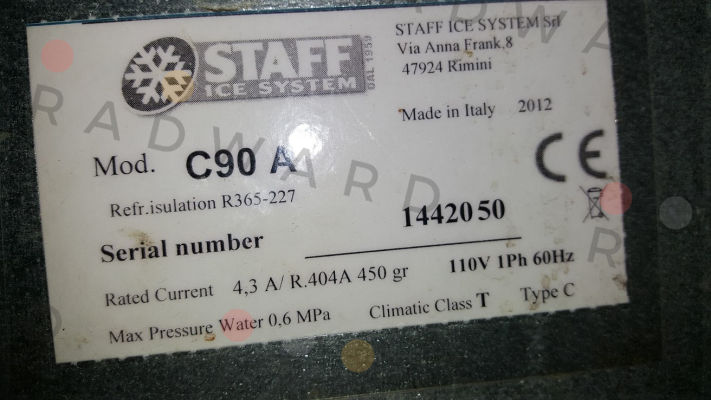 STAFF
ICE SYSTEM
DAL 1959
STAFF ICE SYSTEM Srl
Via Anna Frank,8
47924 Rimini
Made in Italy 2012
Mod. C90 A
CE
Refr.isulation R365-227
Serial number 1442050
Rated Current 4,3 A/ R.404A 450 gr 110V 1Ph 60Hz
Max Pressure Water 0,6 MPa Climatic Class T Type C
RADWARD
RADWARD